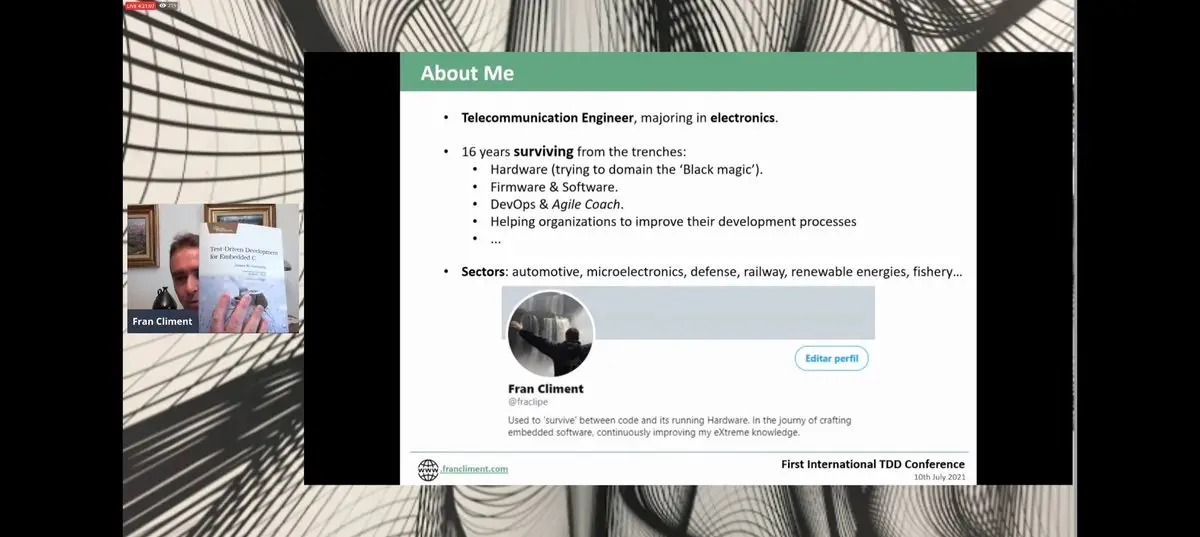 LIVE 4:21:07
About Me
• Telecommunication Engineer, majoring in electronics.
• 16 years surviving from the trenches:
• Hardware (trying to domain the ‘Black magic’).
• Firmware & Software.
• DevOps & Agile Coach.
• Helping organizations to improve their development processes
• ...
• Sectors: automotive, microelectronics, defense, railway, renewable energies, fishery…
Test-Driven Development
for Embedded C
Fran Climent
Editar perfil
Fran Climent
@fraclipe
Used to 'survive' between code and its running Hardware. In the journy of crafting
embedded software, continuously improving my eXtreme knowledge.
www.francliment.com
First International TDD Conference
10th July 2021